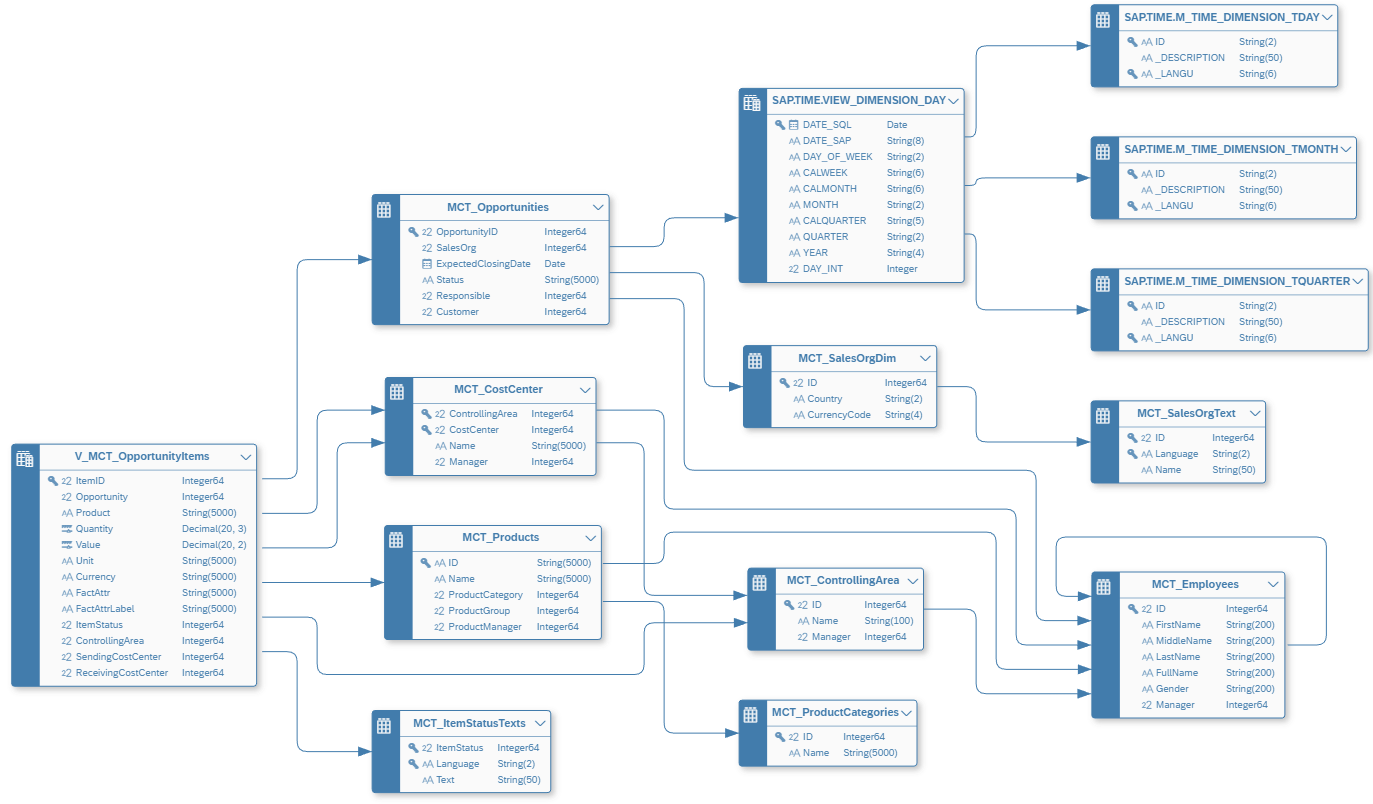 SAP.TIME.M_TIME_DIMENSION_TDAY
ID String(2)
_DESCRIPTION String(50)
_LANGU String(6)
SAP.TIME.VIEW_DIMENSION_DAY
DATE_SQL Date
DATE_SAP String(8)
DAY_OF_WEEK String(2)
CALWEEK String(6)
CALMONTH String(6)
MONTH String(2)
CALQUARTER String(5)
QUARTER String(2)
YEAR String(4)
DAY_INT Integer
SAP.TIME.M_TIME_DIMENSION_TMONTH
ID String(2)
_DESCRIPTION String(50)
_LANGU String(6)
MCT_Opportunities
OpportunityID Integer64
SalesOrg Integer64
ExpectedClosingDate Date
Status String(5000)
Responsible Integer64
Customer Integer64
SAP.TIME.M_TIME_DIMENSION_TQUARTER
ID String(2)
_DESCRIPTION String(50)
_LANGU String(6)
MCT_SalesOrgDim
ID Integer64
Country String(2)
CurrencyCode String(4)
MCT_CostCenter
ControllingArea Integer64
CostCenter Integer64
Name String(5000)
Manager Integer64
MCT_SalesOrgText
ID Integer64
Language String(2)
Name String(50)
V_MCT_OpportunityItems
ItemID Integer64
Opportunity Integer64
Product String(5000)
Quantity Decimal(20, 3)
Value Decimal(20, 2)
Unit String(5000)
Currency String(5000)
FactAttr String(5000)
FactAttrLabel String(5000)
ItemStatus Integer64
ControllingArea Integer64
SendingCostCenter Integer64
ReceivingCostCenter Integer64
MCT_Products
ID String(5000)
Name String(5000)
ProductCategory Integer64
ProductGroup Integer64
ProductManager Integer64
MCT_ControllingArea
ID Integer64
Name String(100)
Manager Integer64
MCT_Employees
ID Integer64
FirstName String(200)
MiddleName String(200)
LastName String(200)
FullName String(200)
Gender String(200)
Manager Integer64
MCT_ItemStatusTexts
ItemStatus Integer64
Language String(2)
Text String(50)
MCT_ProductCategories
ID Integer64
Name String(5000)